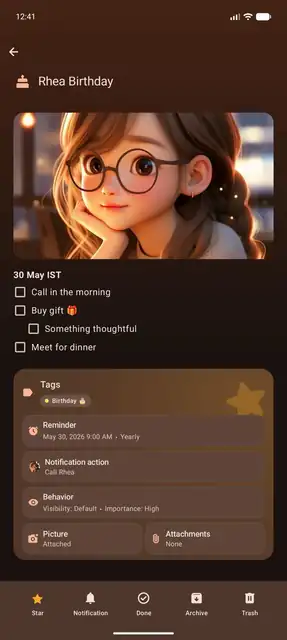 12:41
Rhea Birthday
30 May IST
Call in the morning
Buy gift 🎁
Something thoughtful
Meet for dinner
Tags
Birthday 🎂
Reminder
May 30, 2026 9:00 AM • Yearly
Notification action
Call Rhea
Behavior
Visibility: Default • Importance: High
Picture
Attached
Attachments
None
Star
Notification
Done
Archive
Trash